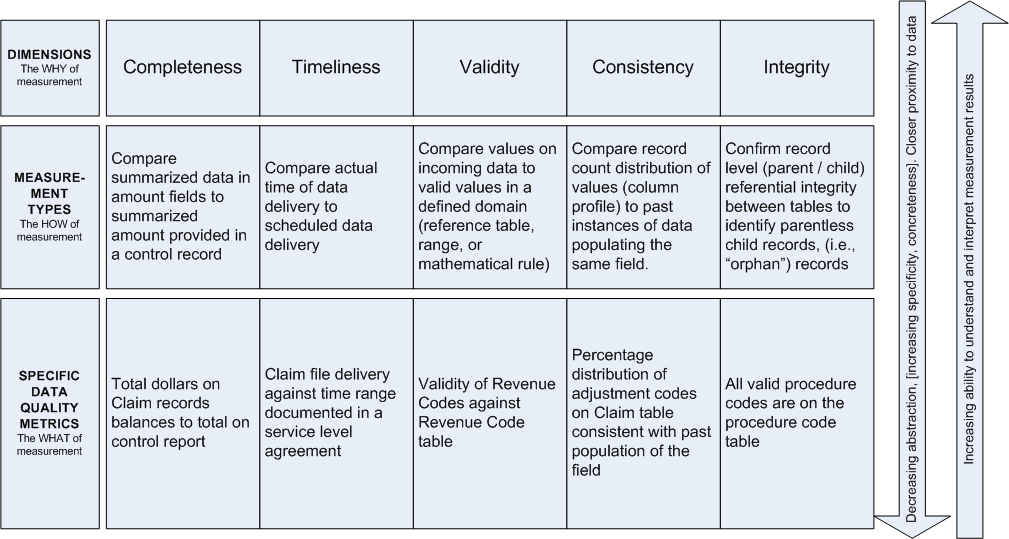 DIMENSIONS
The WHY of
measurement
Completeness
Timeliness
Validity
Consistency
Integrity
MEASURE-
MENT
TYPES
The HOW of
measurement
Compare
summarized data in
amount fields to
summarized
amount provided in
a control record
Compare actual
time of data
delivery to
scheduled data
delivery
Compare values on
incoming data to
valid values in a
defined domain
(reference table,
range, or
mathematical rule)
Compare record
count distribution of
values (column
profile) to past
instances of data
populating the
same field.
Confirm record
level (parent / child)
referential integrity
between tables to
identify parentless
child records, (i.e.,
“orphan”) records
SPECIFIC
DATA
QUALITY
METRICS
The WHAT of
measurement
Total dollars on
Claim records
balances to total on
control report
Claim file delivery
against time range
documented in a
service level
agreement
Validity of Revenue
Codes against
Revenue Code
table
Percentage
distribution of
adjustment codes
on Claim table
consistent with past
population of the
field
All valid procedure
codes are on the
procedure code
table
Decreasing abstraction, [increasing specificity, concreteness]. Closer proximity to data
Increasing ability to understand and interpret measurement results